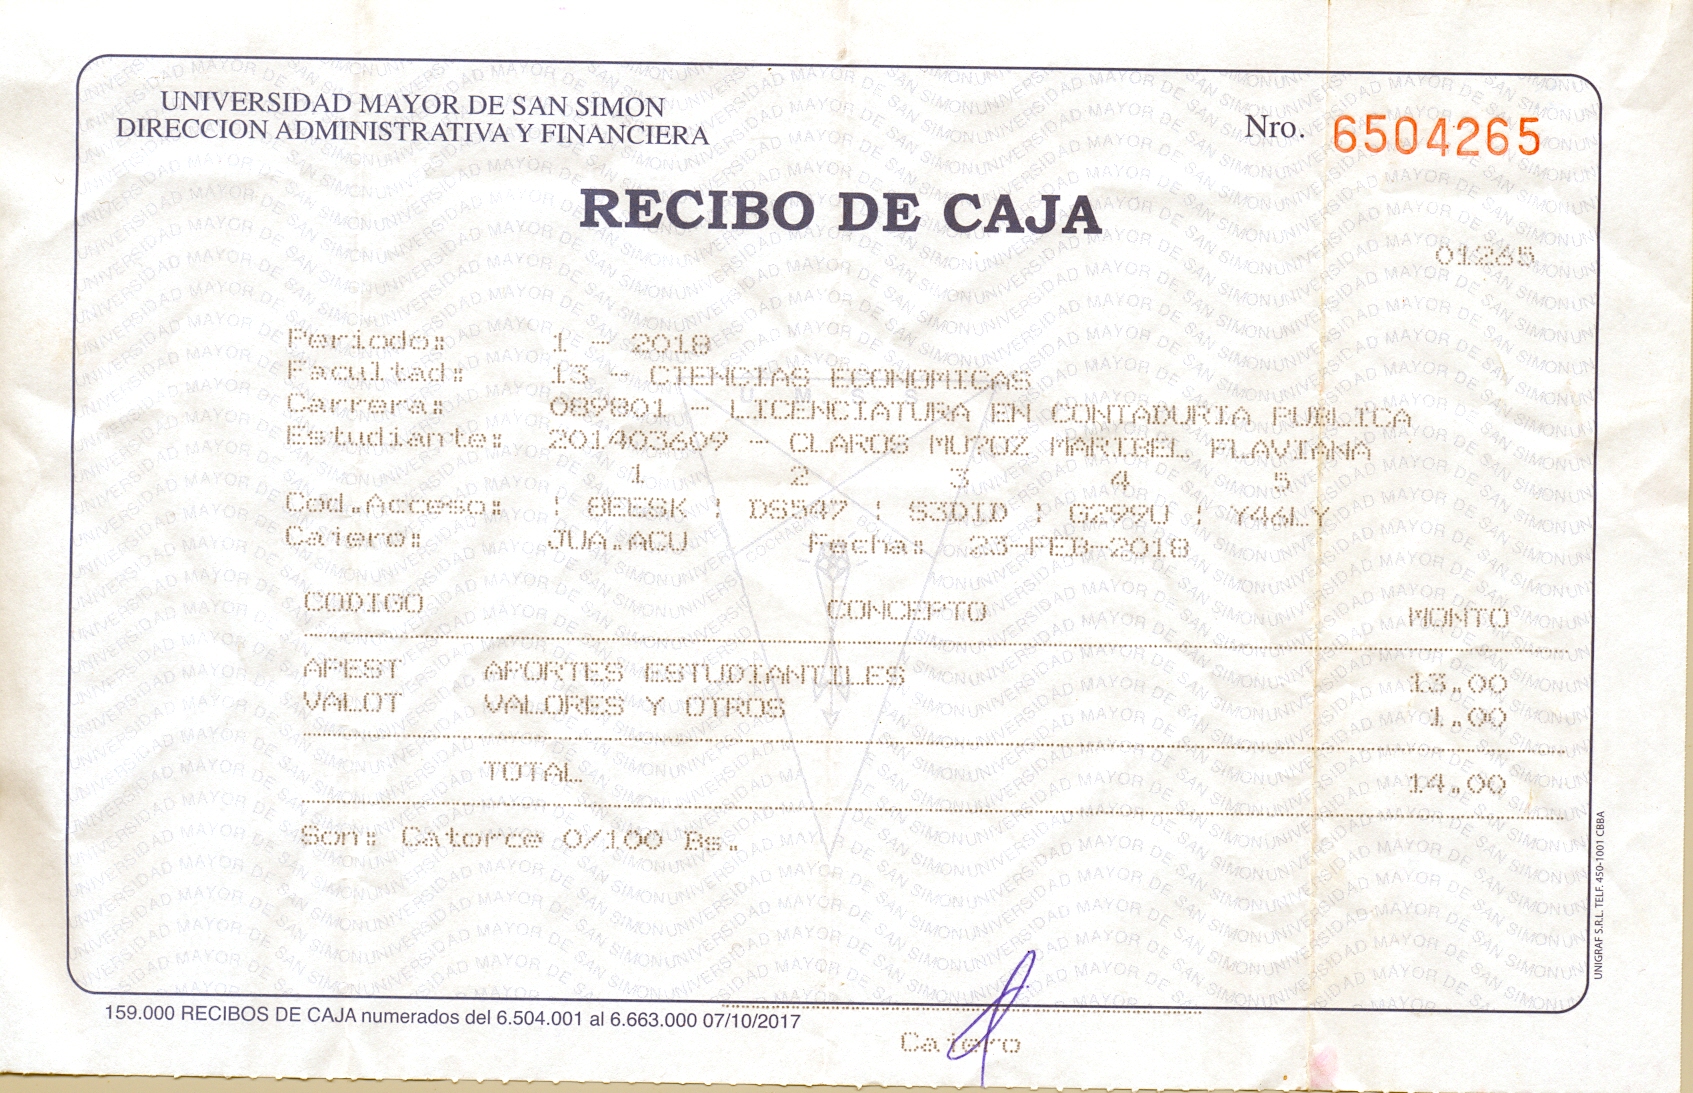 UNIVERSIDAD MAYOR DE SAN SIMON
DIRECCION ADMINISTRATIVA Y FINANCIERA
Nro. 6504265
RECIBO DE CAJA
01265
Periodo: 1 - 2018
Facultad: 13 - CIENCIAS ECONOMICAS
Carrera: 089801 - LICENCIATURA EN CONTADURIA PUBLICA
Estudiante: 201403609 - CLAROS MU?OZ MARIBEL FLAVIANA
1 2 3 4 5
Cod.Acceso: | 8EESK | DS547 | S3DID | G299U | Y46LY
Cajero: JUA.ACU Fecha: 23-FEB-2018
CODIGO CONCEPTO MONTO
APEST APORTES ESTUDIANTILES 13.00
VALOT VALORES Y OTROS 1.00
TOTAL 14.00
Son: Catorce 0/100 Bs.
159.000 RECIBOS DE CAJA numerados del 6.504.001 al 6.663.000 07/10/2017
Cajero
UNIGRAF S.R.L. TELF. 450-1001 CBBA